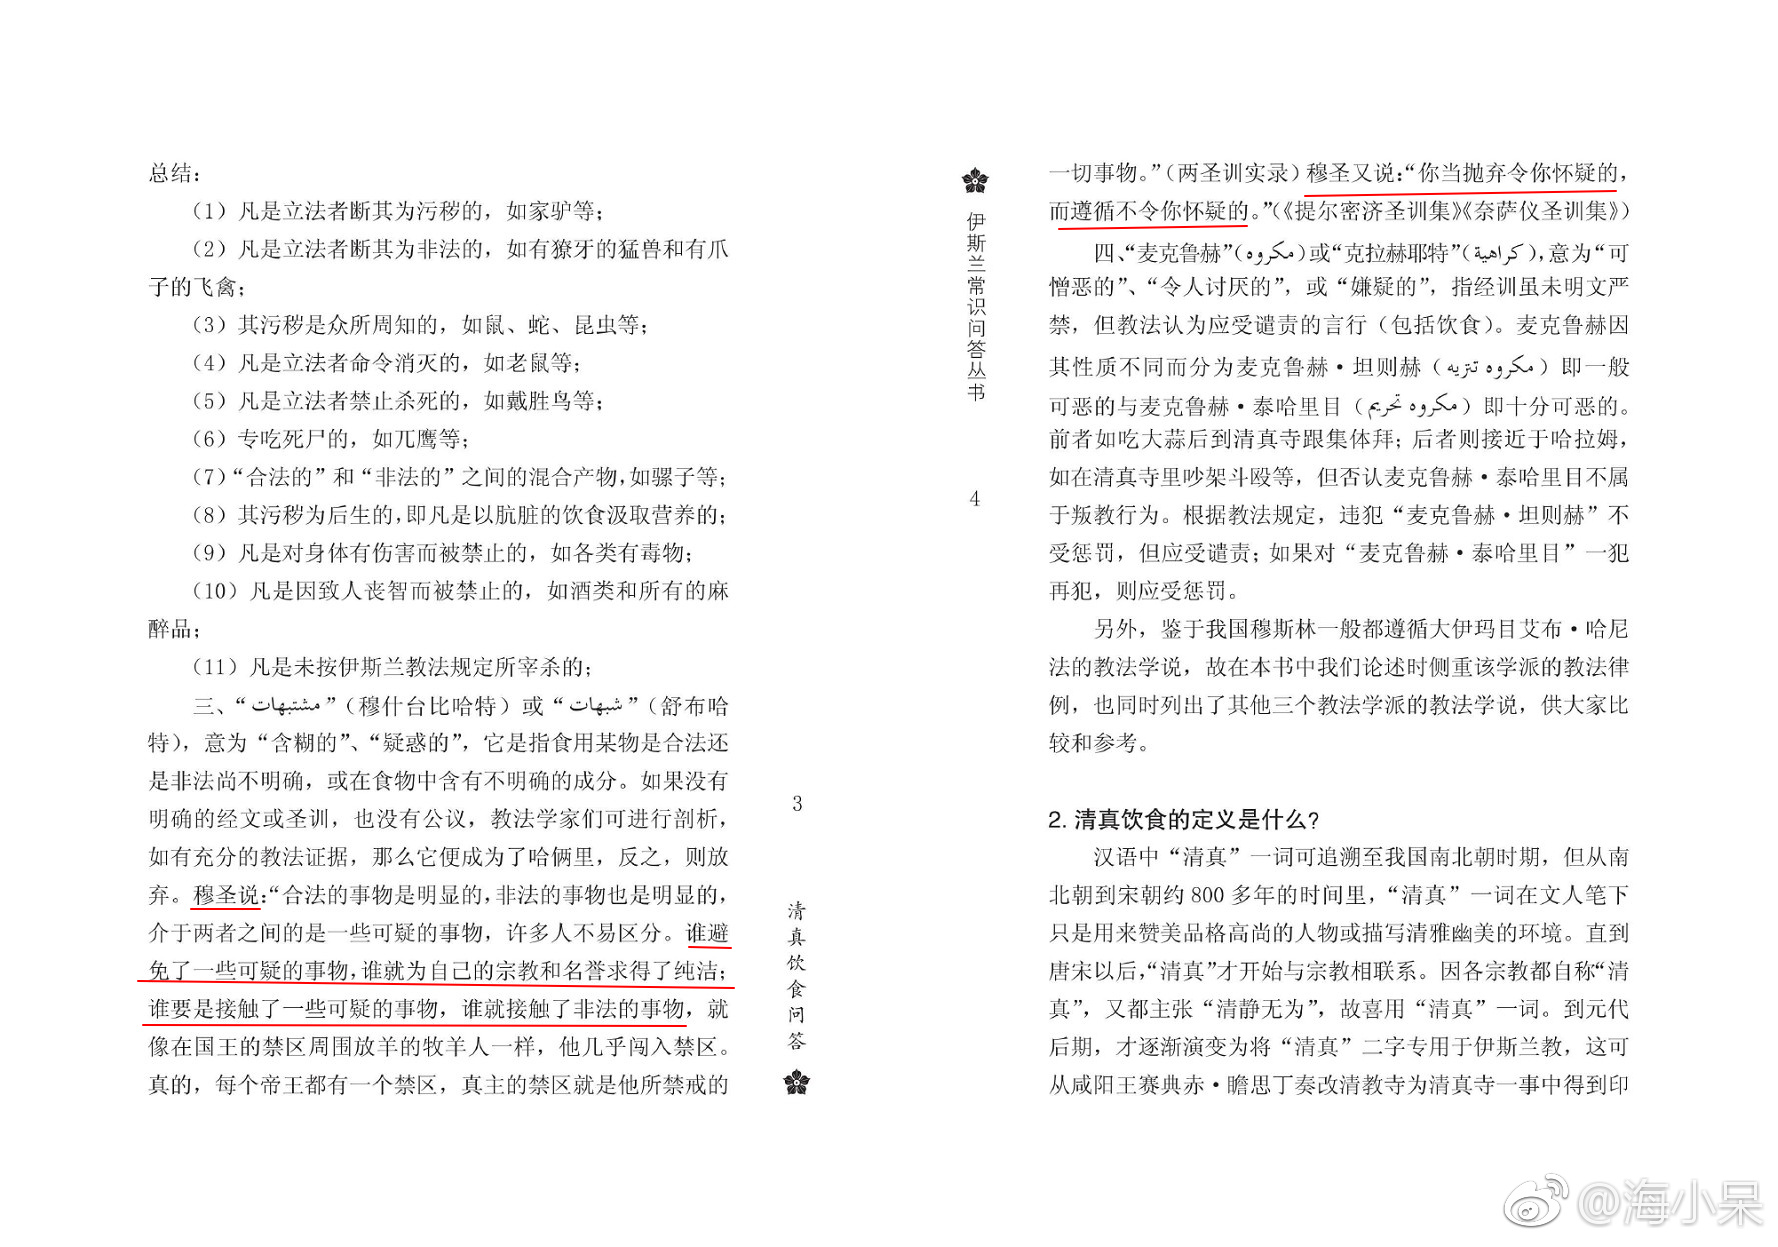 总结：
（1）凡是立法者断其为污秽的，如家驴等；
（2）凡是立法者断其为非法的，如有獠牙的猛兽和有爪
子的飞禽；
（3）其污秽是众所周知的，如鼠、蛇、昆虫等；
（4）凡是立法者命令消灭的，如老鼠等；
（5）凡是立法者禁止杀死的，如戴胜鸟等；
（6）专吃死尸的，如兀鹰等；
（7）“合法的”和“非法的”之间的混合产物，如骡子等；
（8）其污秽为后生的，即凡是以肮脏的饮食汲取营养的；
（9）凡是对身体有伤害而被禁止的，如各类有毒物；
（10）凡是因致人丧智而被禁止的，如酒类和所有的麻
醉品；
（11）凡是未按伊斯兰教法规定所宰杀的；
三、“مشتبهات”（穆什台比哈特）或“شبهات”（舒布哈
特），意为“含糊的”、“疑惑的”，它是指食用某物是合法还
是非法尚不明确，或在食物中含有不明确的成分。如果没有
明确的经文或圣训，也没有公议，教法学家们可进行剖析，
如有充分的教法证据，那么它便成为了哈俩里，反之，则放
弃。穆圣说：“合法的事物是明显的，非法的事物也是明显的，
介于两者之间的是一些可疑的事物，许多人不易区分。谁避
免了一些可疑的事物，谁就为自己的宗教和名誉求得了纯洁；
谁要是接触了一些可疑的事物，谁就接触了非法的事物，就
像在国王的禁区周围放羊的牧羊人一样，他几乎闯入禁区。
真的，每个帝王都有一个禁区，真主的禁区就是他所禁戒的
3
清真饮食问答
伊斯兰常识问答丛书
4
一切事物。”（两圣训实录）穆圣又说：“你当抛弃令你怀疑的，
而遵循不令你怀疑的。”（《提尔密济圣训集》《奈萨仪圣训集》）
四、“麦克鲁赫”（مكروه）或“克拉赫耶特”（كراهية），意为“可
憎恶的”、“令人讨厌的”，或“嫌疑的”，指经训虽未明文严
禁，但教法认为应受谴责的言行（包括饮食）。麦克鲁赫因
其性质不同而分为麦克鲁赫·坦则赫（مكروه تنزيه）即一般
可恶的与麦克鲁赫·泰哈里目（مكروه تحريم）即十分可恶的。
前者如吃大蒜后到清真寺跟集体拜；后者则接近于哈拉姆，
如在清真寺里吵架斗殴等，但否认麦克鲁赫·泰哈里目不属
于叛教行为。根据教法规定，违犯“麦克鲁赫·坦则赫”不
受惩罚，但应受谴责；如果对“麦克鲁赫·泰哈里目”一犯
再犯，则应受惩罚。
另外，鉴于我国穆斯林一般都遵循大伊玛目艾布·哈尼
法的教法学说，故在本书中我们论述时侧重该学派的教法律
例，也同时列出了其他三个教法学派的教法学说，供大家比
较和参考。
2. 清真饮食的定义是什么？
汉语中“清真”一词可追溯至我国南北朝时期，但从南
北朝到宋朝约 800 多年的时间里，“清真”一词在文人笔下
只是用来赞美品格高尚的人物或描写清雅幽美的环境。直到
唐宋以后，“清真”才开始与宗教相联系。因各宗教都自称“清
真”，又都主张“清静无为”，故喜用“清真”一词。到元代
后期，才逐渐演变为将“清真”二字专用于伊斯兰教，这可
从咸阳王赛典赤·瞻思丁奏改清教寺为清真寺一事中得到印
@海小呆